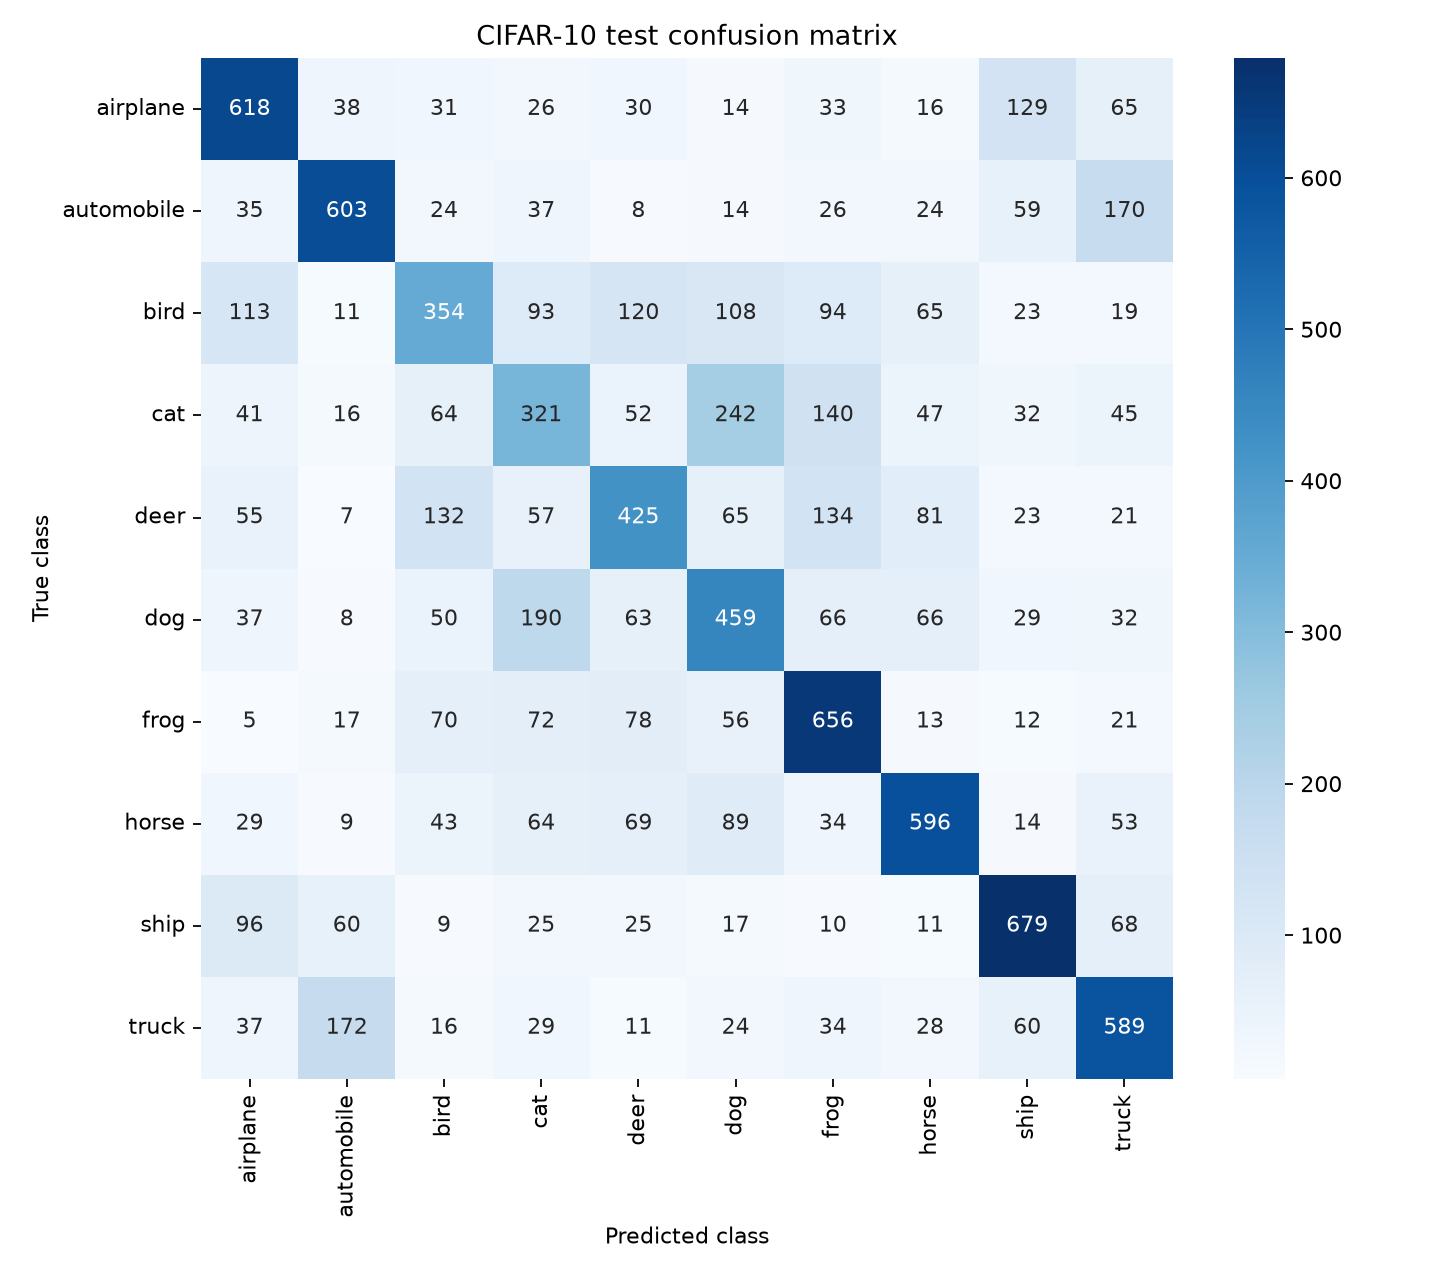 CIFAR-10 test confusion matrix
airplane 618 38 31 26 30 14 33 16 129 65
automobile 35 603 24 37 8 14 26 24 59 170
bird 113 11 354 93 120 108 94 65 23 19
cat 41 16 64 321 52 242 140 47 32 45
deer 55 7 132 57 425 65 134 81 23 21
dog 37 8 50 190 63 459 66 66 29 32
frog 5 17 70 72 78 56 656 13 12 21
horse 29 9 43 64 69 89 34 596 14 53
ship 96 60 9 25 25 17 10 11 679 68
truck 37 172 16 29 11 24 34 28 60 589
airplane automobile bird cat deer dog frog horse ship truck
Predicted class
True class
600
500
400
300
200
100